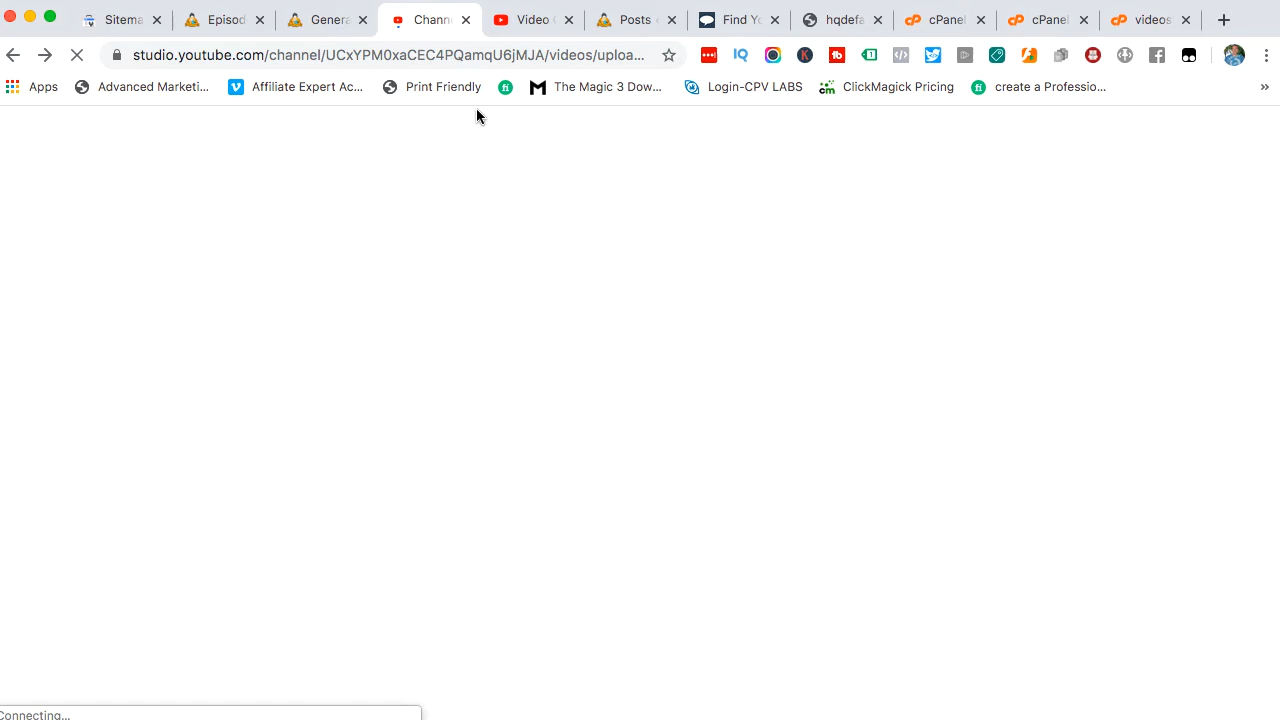 Sitema
Episod
Genera
Chann
Video
Posts
Find Yo
hqdefa
cPanel
cPanel
videos
studio.youtube.com/channel/UCxYPM0xaCEC4PQamqU6jMJA/videos/uploa...
Apps
Advanced Marketi...
Affiliate Expert Ac...
Print Friendly
The Magic 3 Dow...
Login-CPV LABS
ClickMagick Pricing
create a Professio...
»
Connecting...